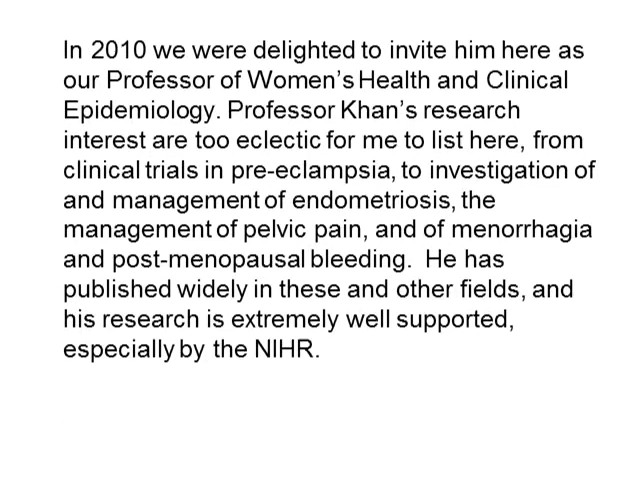 In 2010 we were delighted to invite him here as
our Professor of Women’s Health and Clinical
Epidemiology. Professor Khan’s research
interest are too eclectic for me to list here, from
clinical trials in pre-eclampsia, to investigation of
and management of endometriosis, the
management of pelvic pain, and of menorrhagia
and post-menopausal bleeding.  He has
published widely in these and other fields, and
his research is extremely well supported,
especially by the NIHR.